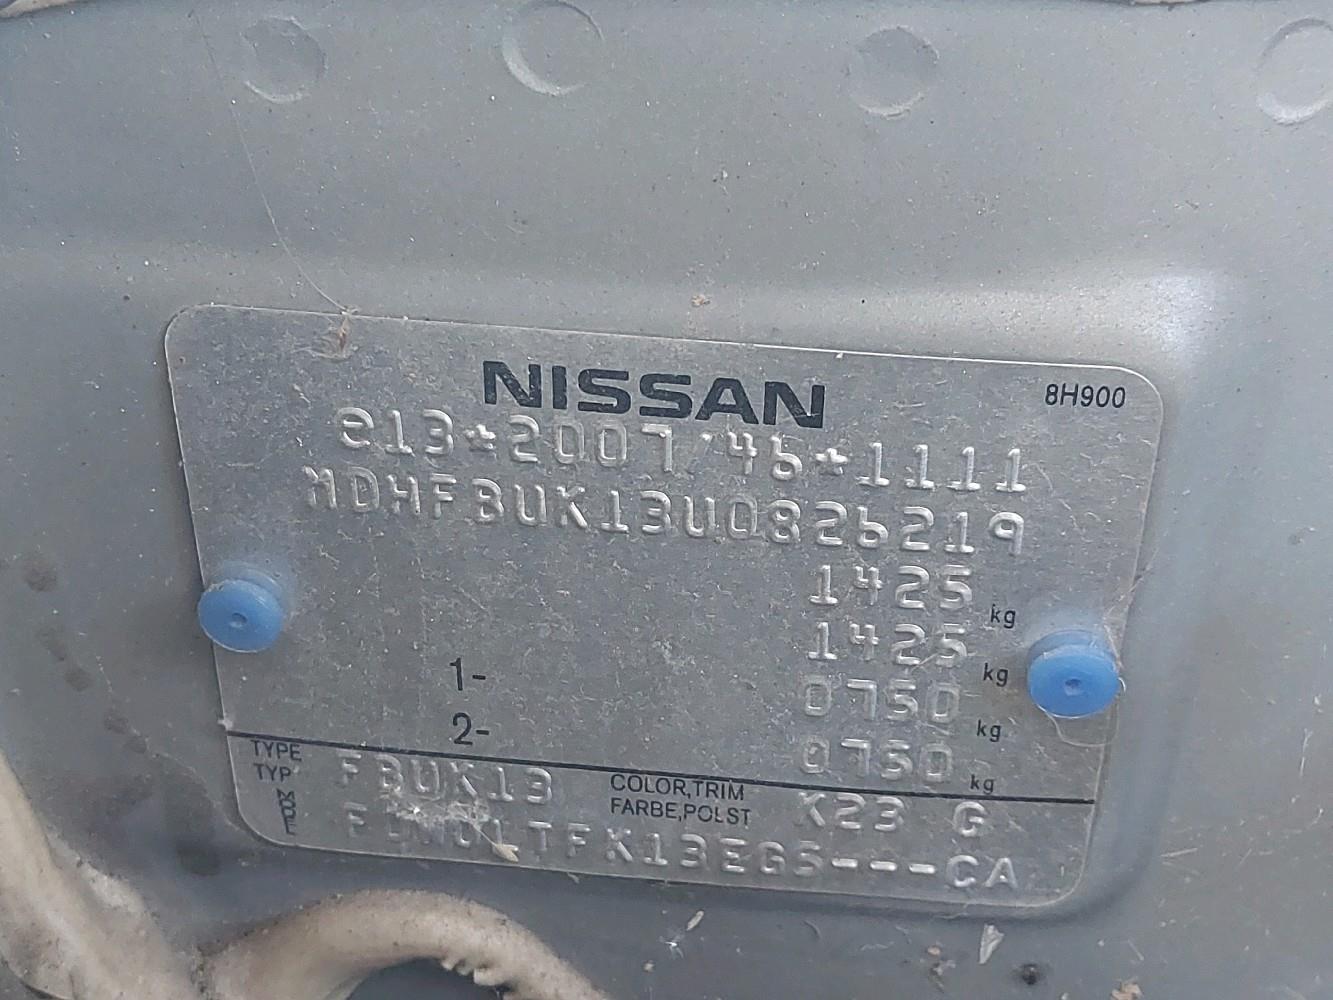 NISSAN 8H900
e13*2007/46*1111
MDHFBUK13U0826219
1425 kg
1425 kg
1- 0750 kg
2- 0750 kg
TYPE
TYP FBUK13 COLOR,TRIM
FARBE,POLST K23 G
MODE